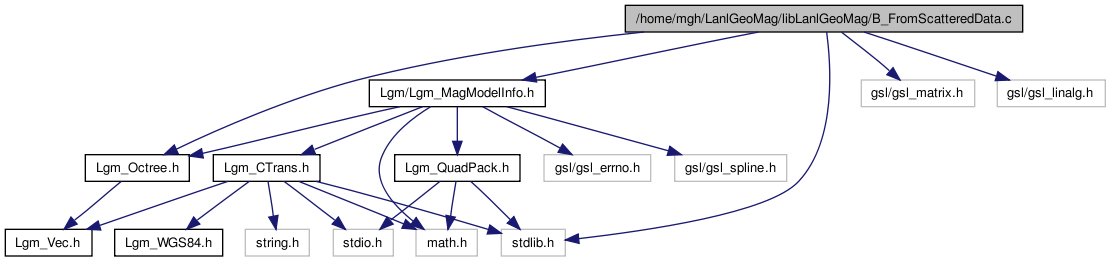 /home/mgh/LanlGeoMag/libLanlGeoMag/B_FromScatteredData.c
Lgm/Lgm_MagModelInfo.h
gsl/gsl_matrix.h
gsl/gsl_linalg.h
Lgm_Octree.h
Lgm_CTrans.h
Lgm_QuadPack.h
gsl/gsl_errno.h
gsl/gsl_spline.h
Lgm_Vec.h
Lgm_WGS84.h
string.h
stdio.h
math.h
stdlib.h